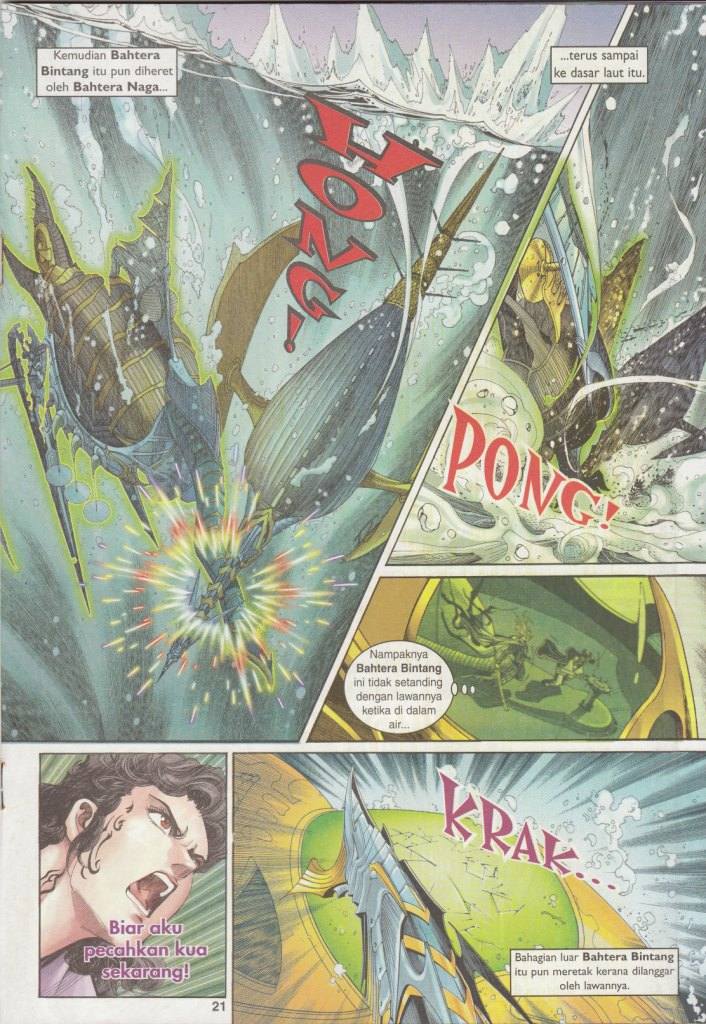 Kemudian Bahtera
Bintang itu pun diheret
oleh Bahtera Naga...
...terus sampai
ke dasar laut itu.
HONG!
PONG!
Nampaknya
Bahtera Bintang
ini tidak setanding
dengan lawannya
ketika di dalam
air...
Biar aku
pecahkan kua
sekarang!
KRAK...
Bahagian luar Bahtera Bintang
itu pun meretak kerana dilanggar
oleh lawannya.
21